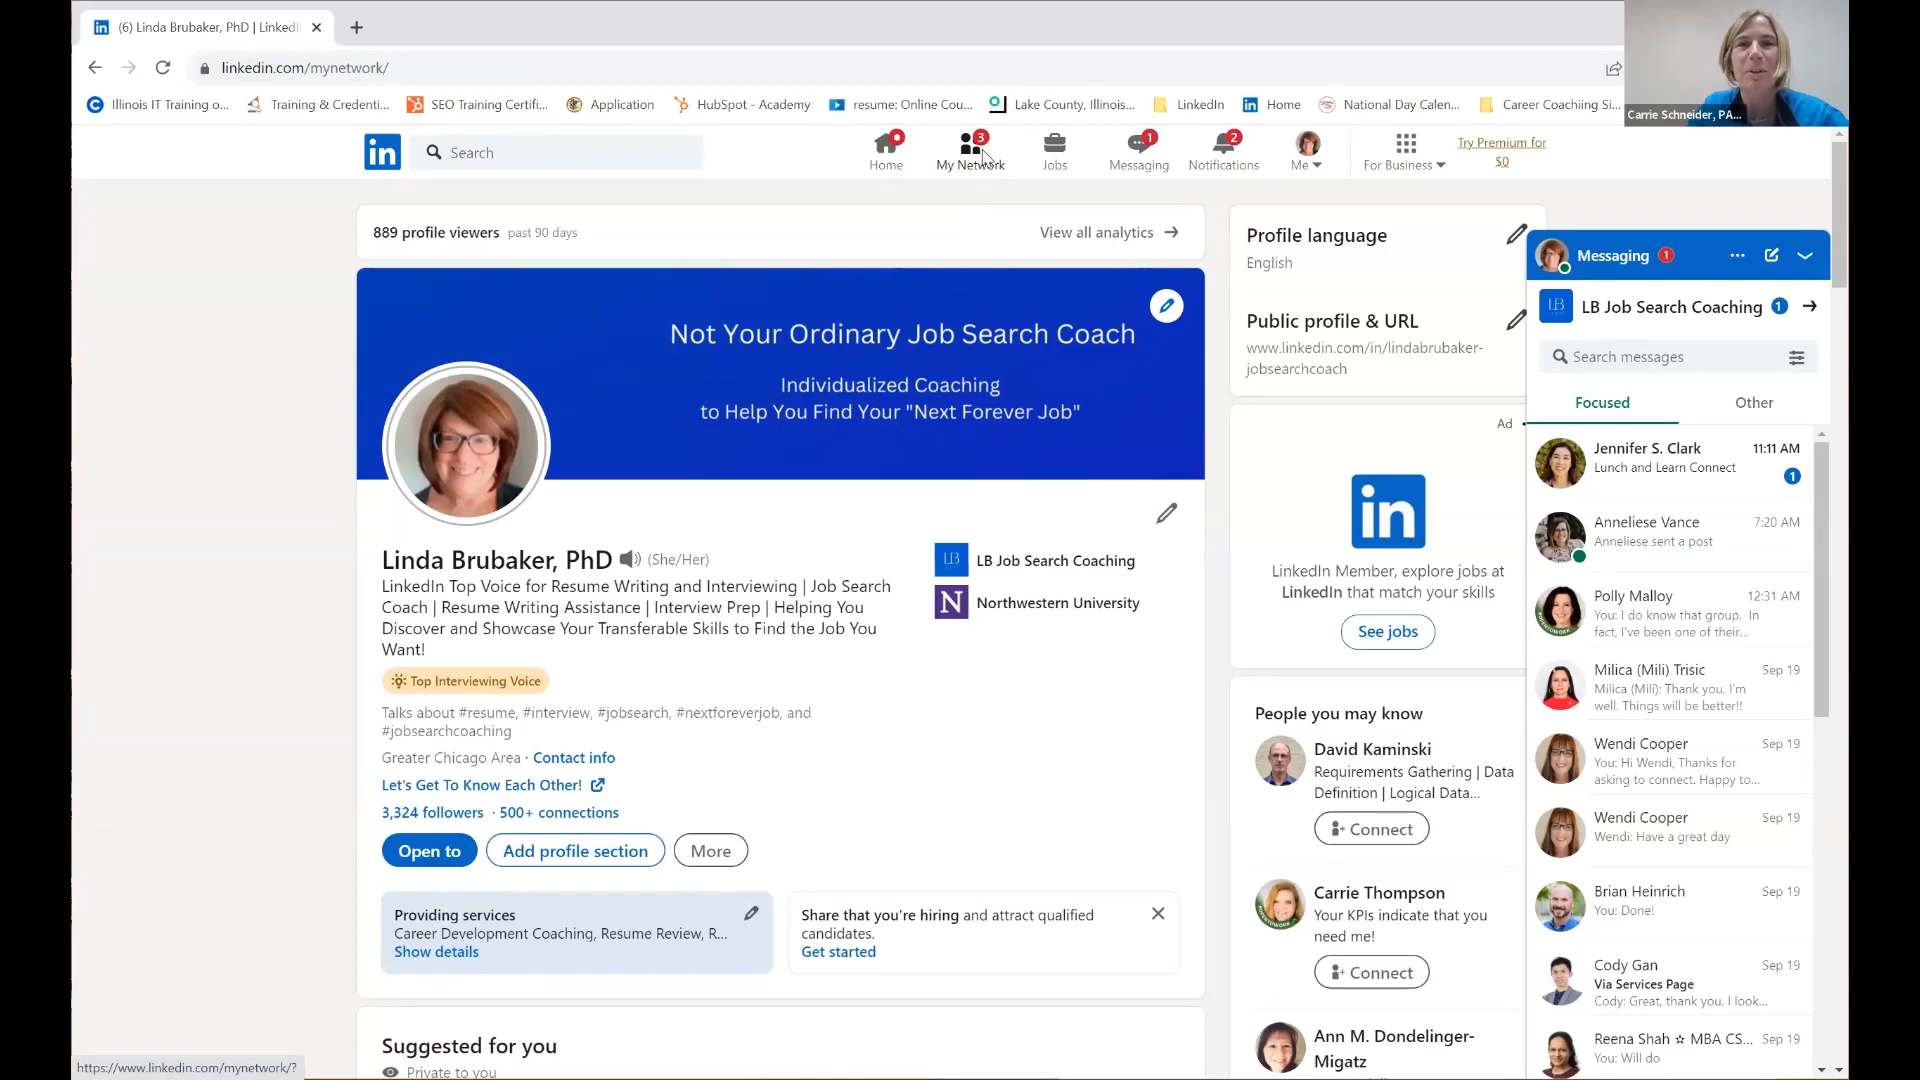 (6) Linda Brubaker, PhD | LinkedI
linkedin.com/mynetwork/
Illinois IT Training o...
Training & Credenti...
SEO Training Certifi...
Application
HubSpot - Academy
resume: Online Cou...
Lake County, Illinois...
LinkedIn
Home
National Day Calen...
Career Coachiing Si...
Carrie Schneider, PA...
in
Search
Home
3
My Network
Jobs
1
Messaging
2
Notifications
Me
For Business
Try Premium for
$0
889 profile viewers past 90 days
View all analytics
Not Your Ordinary Job Search Coach
Individualized Coaching
to Help You Find Your "Next Forever Job"
Linda Brubaker, PhD (She/Her)
LinkedIn Top Voice for Resume Writing and Interviewing | Job Search
Coach | Resume Writing Assistance | Interview Prep | Helping You
Discover and Showcase Your Transferable Skills to Find the Job You
Want!
Top Interviewing Voice
Talks about #resume, #interview, #jobsearch, #nextforeverjob, and
#jobsearchcoaching
Greater Chicago Area · Contact info
Let's Get To Know Each Other!
3,324 followers · 500+ connections
Open to
Add profile section
More
LB
LB Job Search Coaching
N
Northwestern University
Providing services
Career Development Coaching, Resume Review, R...
Show details
Share that you're hiring and attract qualified
candidates.
Get started
Suggested for you
Private to you
https://www.linkedin.com/mynetwork/?
Profile language
English
Public profile & URL
www.linkedin.com/in/lindabrubaker-
jobsearchcoach
Ad
in
LinkedIn Member, explore jobs at
LinkedIn that match your skills
See jobs
People you may know
David Kaminski
Requirements Gathering | Data
Definition | Logical Data...
Connect
Carrie Thompson
Your KPIs indicate that you
need me!
Connect
Ann M. Dondelinger-
Migatz
Messaging 1
LB
LB Job Search Coaching 1
Search messages
Focused
Other
Jennifer S. Clark 11:11 AM
Lunch and Learn Connect
1
Anneliese Vance 7:20 AM
Anneliese sent a post
Polly Malloy 12:31 AM
You: I do know that group. In
fact, I've been one of their...
Milica (Mili) Trisic Sep 19
Milica (Mili): Thank you, I'm
well. Things will be better!!
Wendi Cooper Sep 19
You: Hi Wendi, Thanks for
asking to connect. Happy to...
Wendi Cooper Sep 19
Wendi: Have a great day
Brian Heinrich Sep 19
You: Done!
Cody Gan Sep 19
Via Services Page
Cody: Great, thank you. I look...
Reena Shah ☆ MBA CS... Sep 19
You: Will do